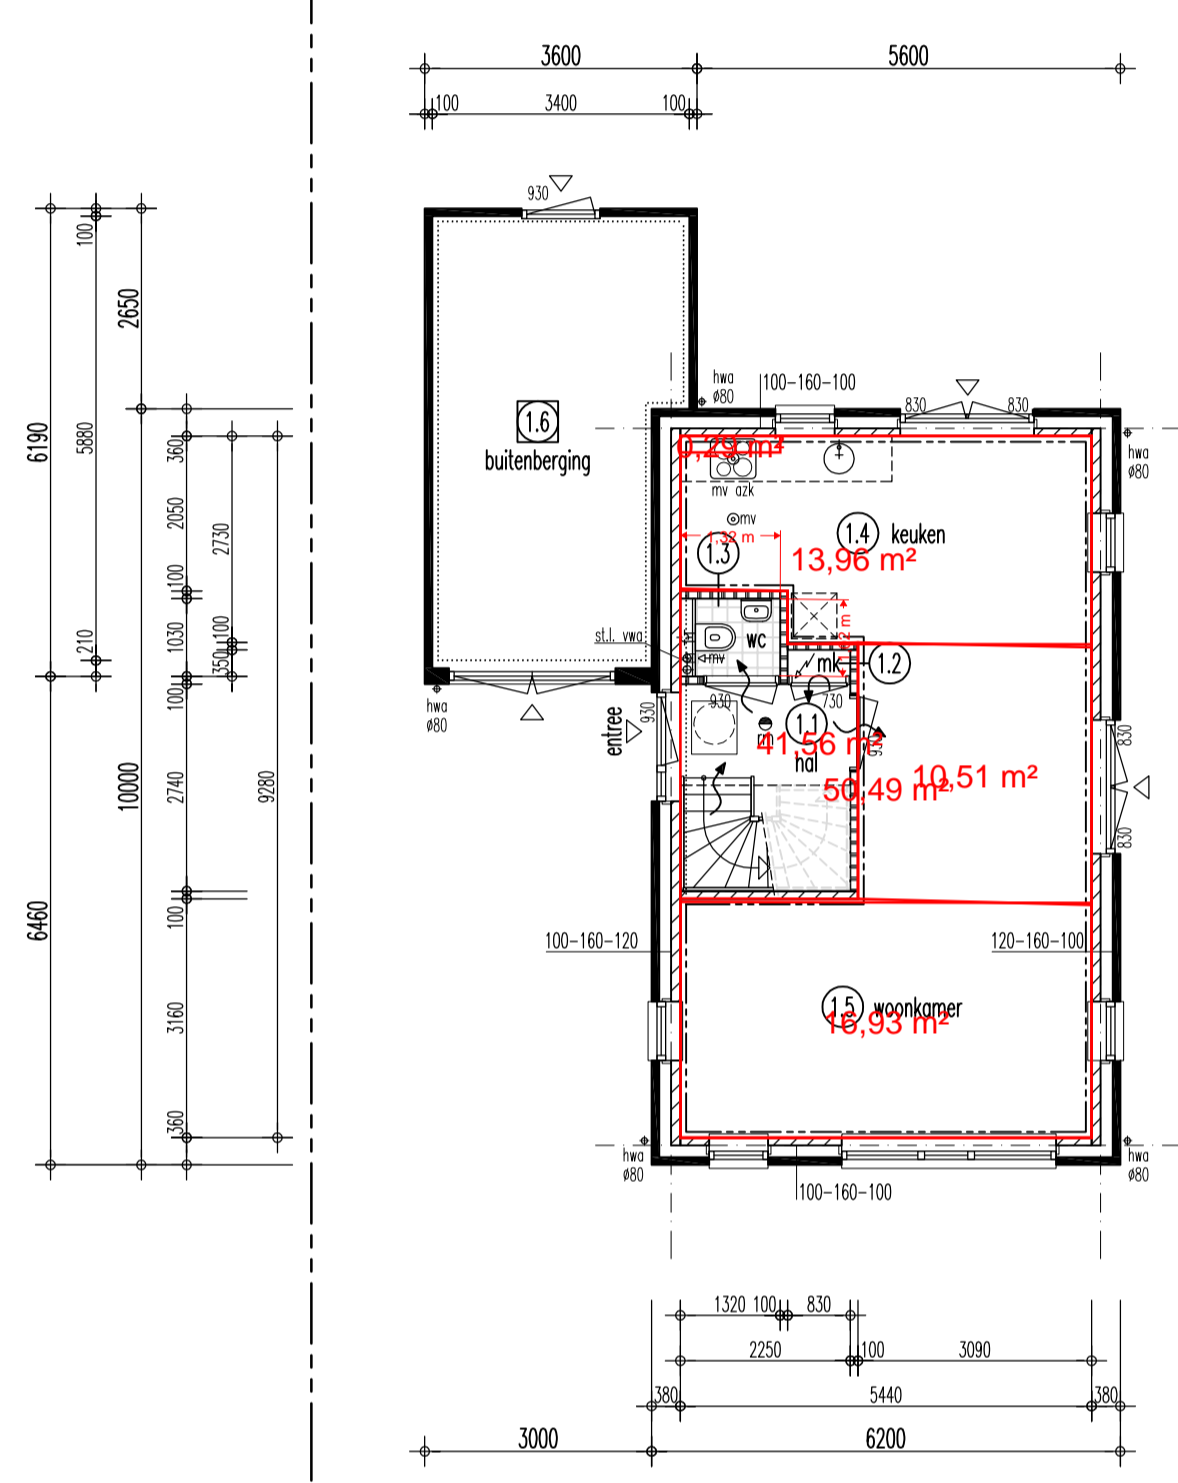 3600
5600
100
3400
100
930
100
2650
6190
5880
1.6
buitenberging
hwa
ø80
100-160-100
830
830
hwa
ø80
0,29 m²
mv azk
mv
1,32 m
1.3
1.4
keuken
13,96 m²
360
2050
2730
100
1030
100
350
210
100
st.l. vwa
mv
wc
mk
1.2
930
730
hwa
ø80
entree
930
1.1
41,56 m²
hal
50,49 m²
10,51 m²
830
830
10000
2740
9280
6460
100
100-160-120
120-160-100
1.5
woonkamer
16,93 m²
3160
360
hwa
ø80
hwa
ø80
100-160-100
1320
100
830
2250
100
3090
380
5440
380
3000
6200